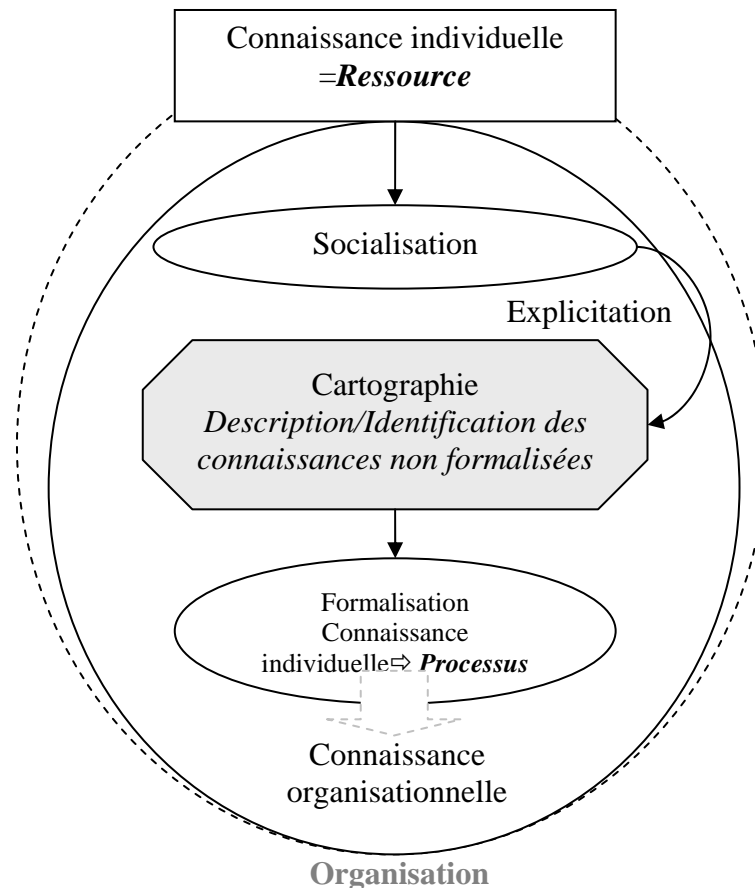 Connaissance individuelle
=Ressource
Socialisation
Explicitation
Cartographie
Description/Identification des
connaissances non formalisées
Formalisation
Connaissance
individuelle⇨ Processus
Connaissance
organisationnelle
Organisation